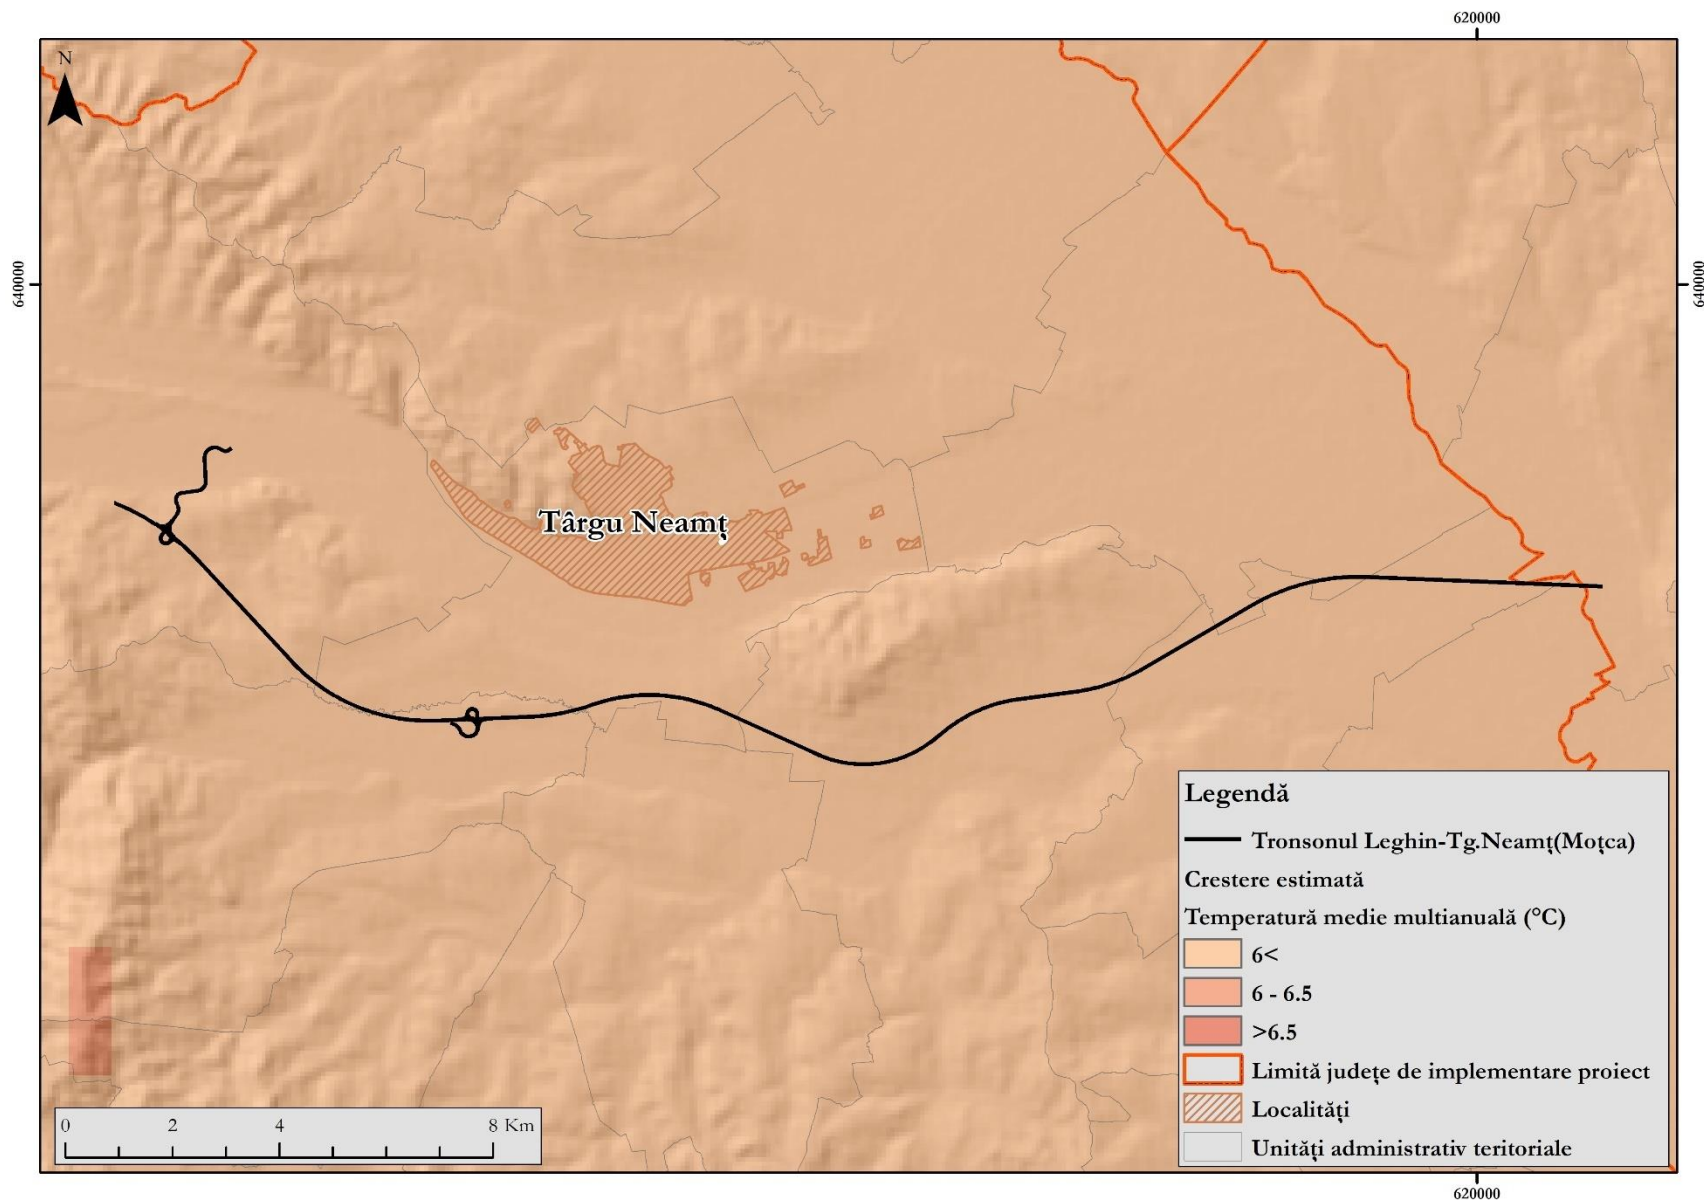 620000
N
640000
640000
Târgu Neamț
Legendă
Tronsonul Leghin-Tg.Neamț(Moțca)
Crestere estimată
Temperatură medie multianuală (°C)
6<
6 - 6.5
>6.5
Limită județe de implementare proiect
Localități
Unități administrativ teritoriale
0 2 4 8 Km
620000